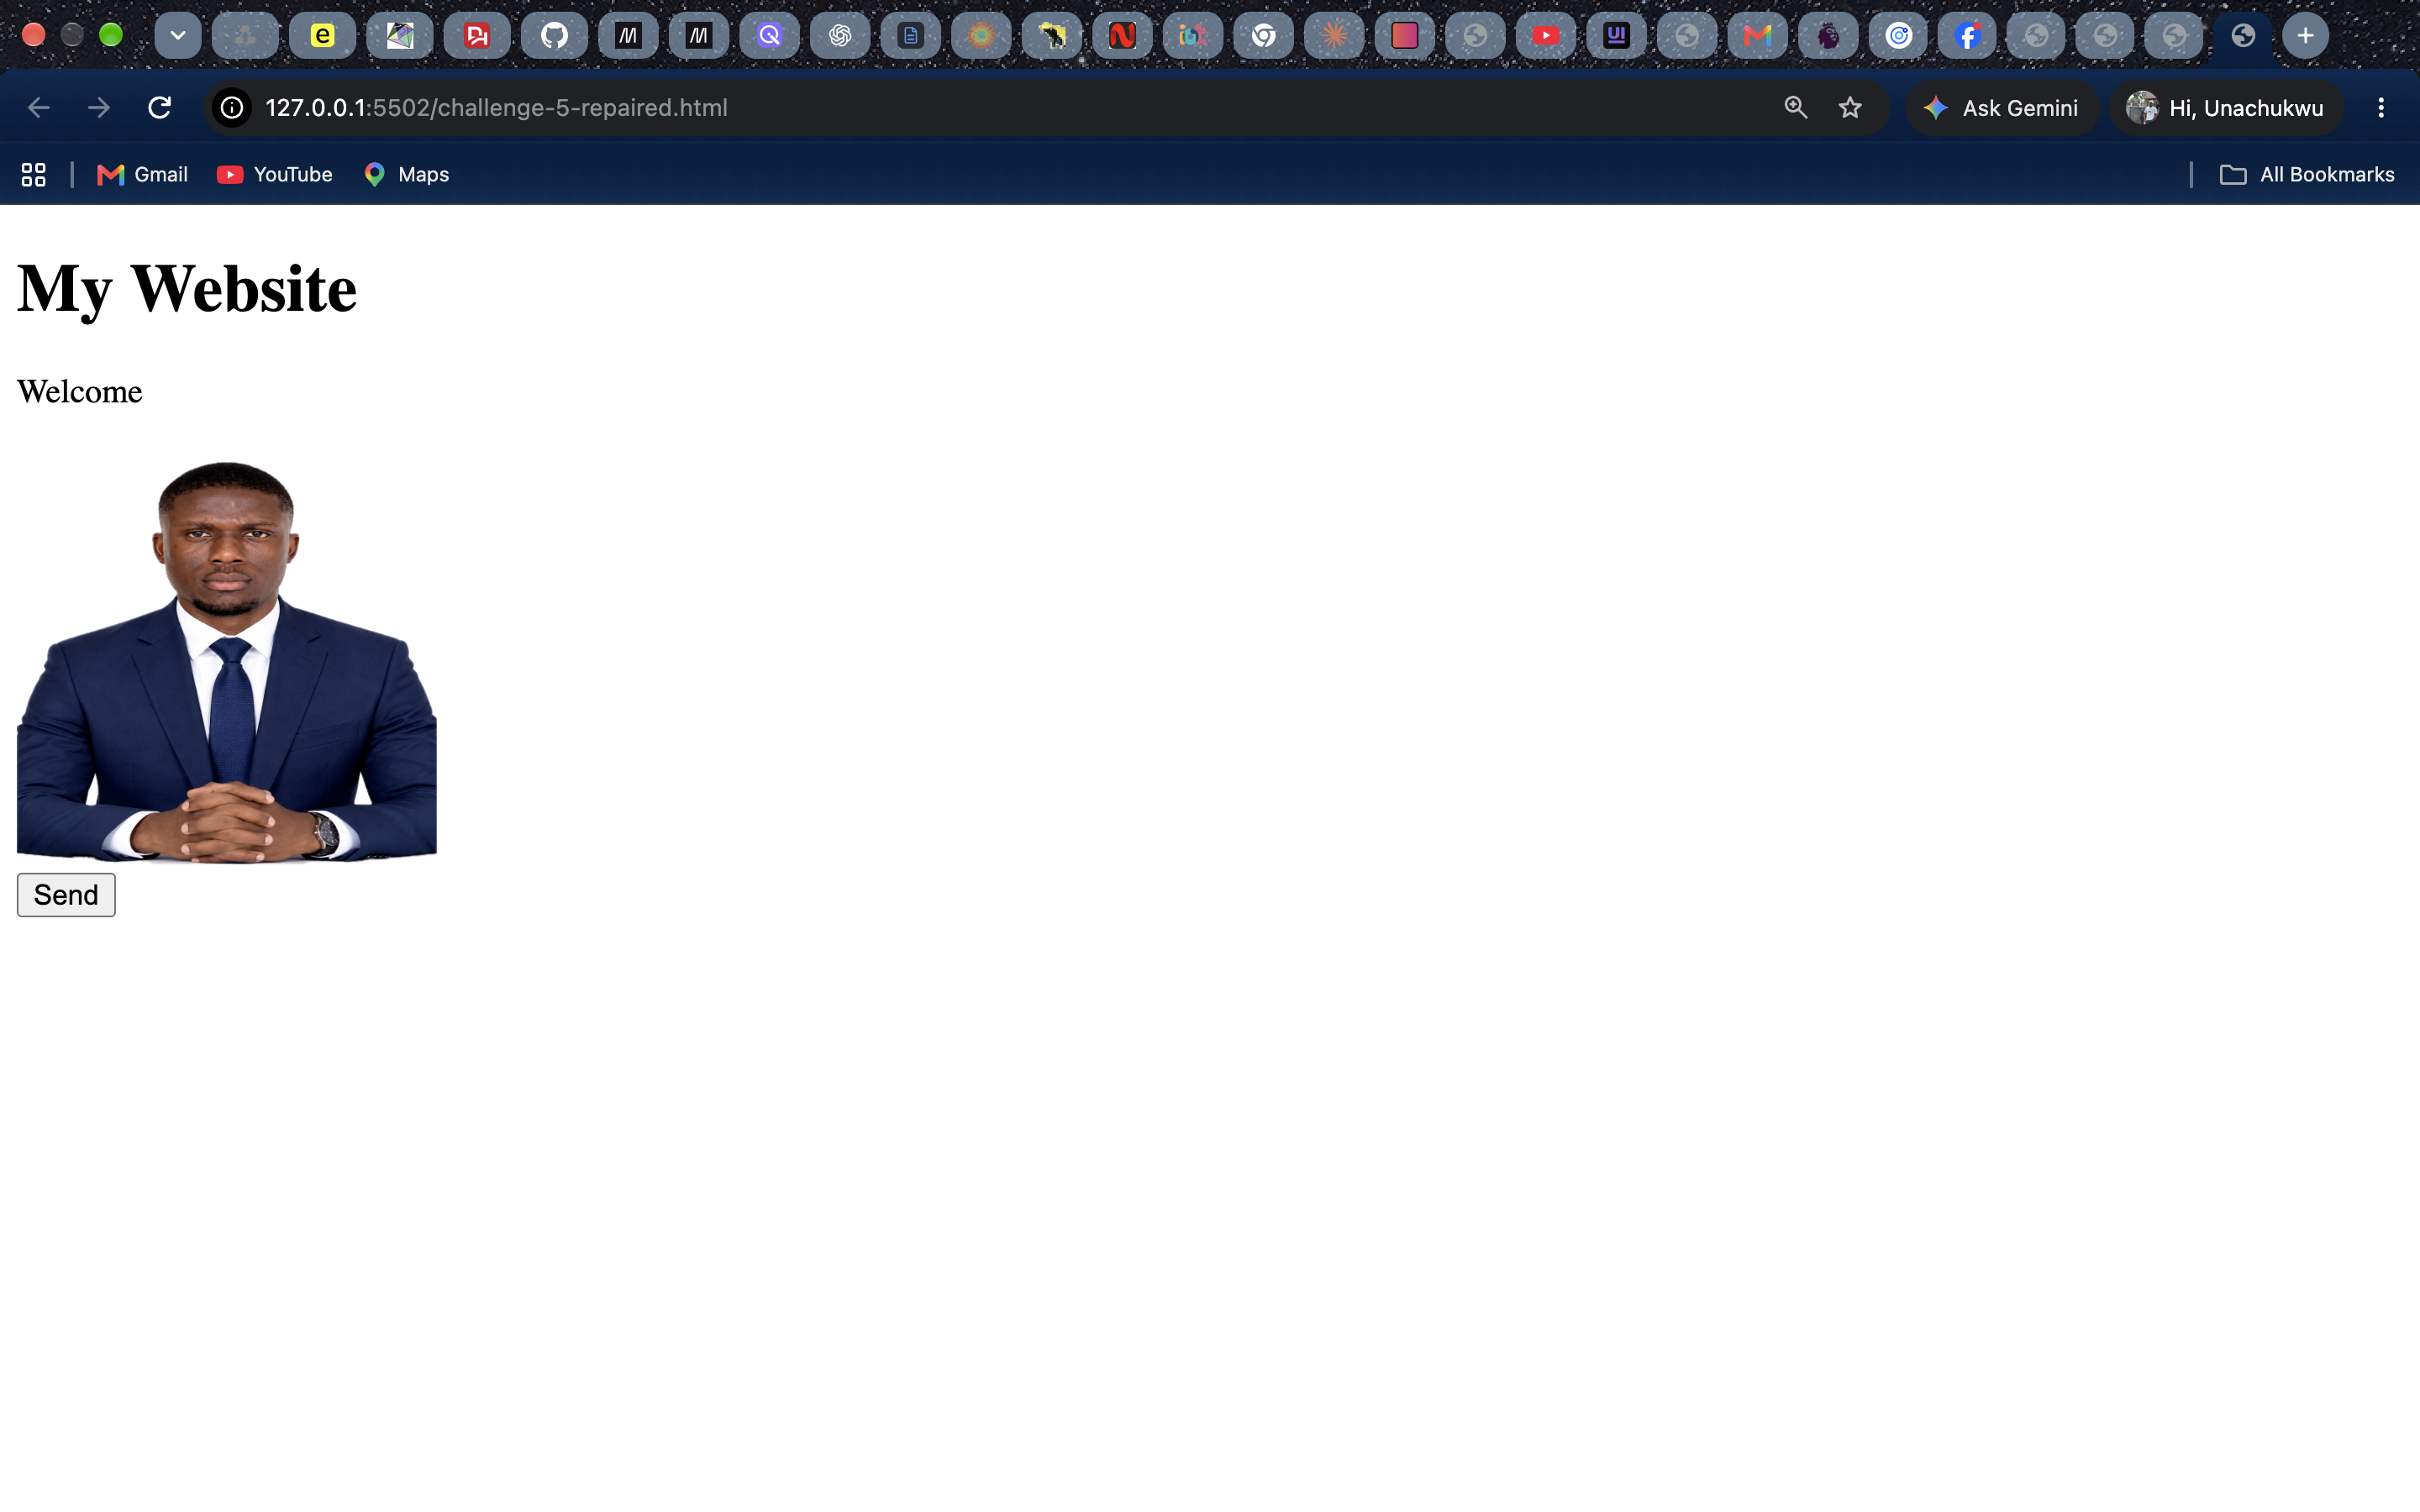 127.0.0.1:5502/challenge-5-repaired.html
Ask Gemini
Hi, Unachukwu
Gmail
YouTube
Maps
All Bookmarks
My Website
Welcome
Send